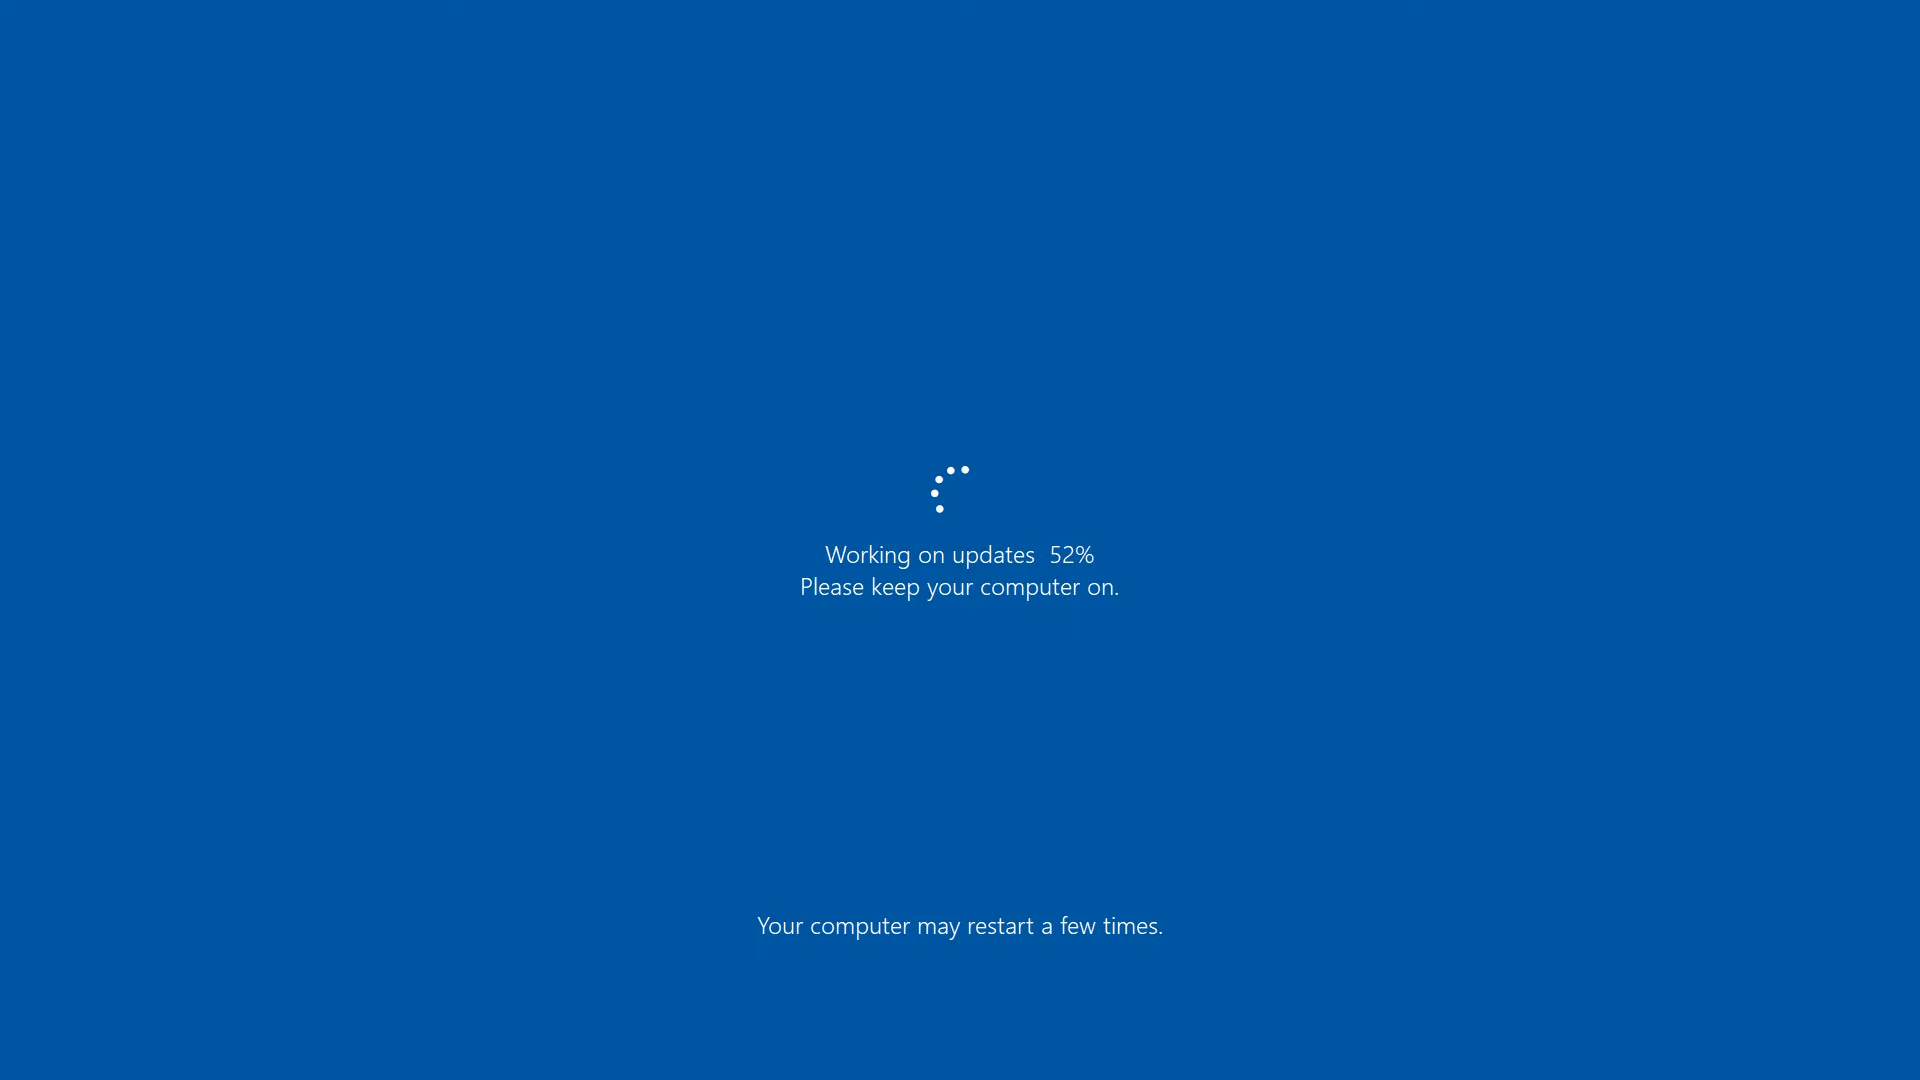 Working on updates  52%
Please keep your computer on.
Your computer may restart a few times.